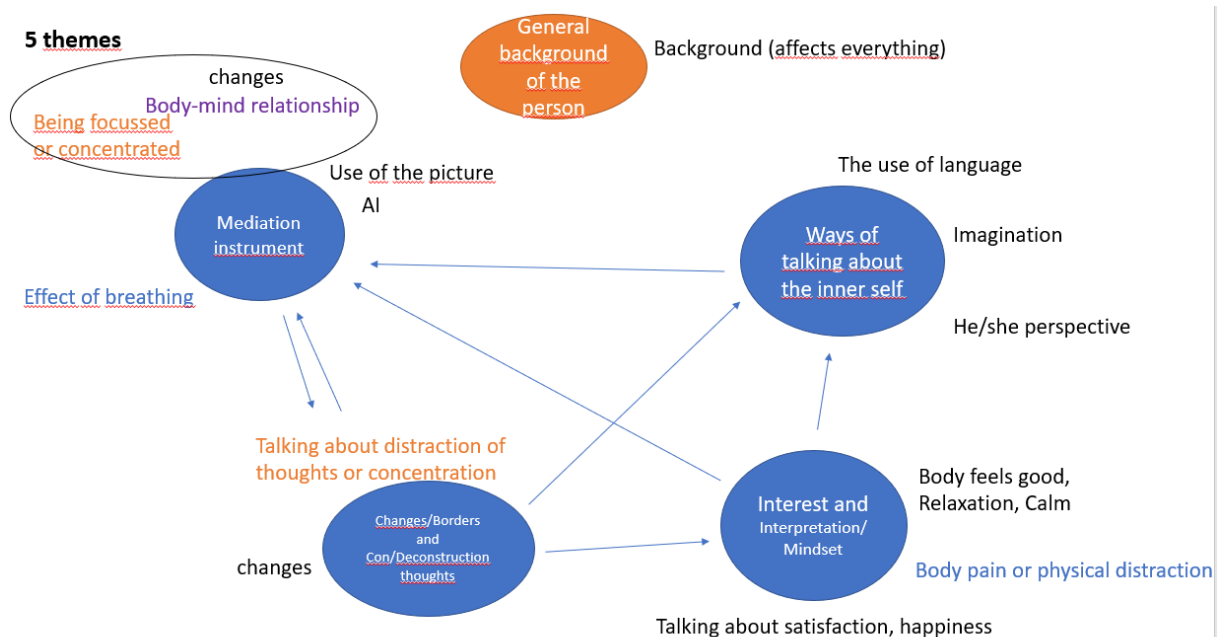 5 themes
changes
Body-mind relationship
Being focussed
or concentrated
General
background
of the
person
Background (affects everything)
Use of the picture
AI
Mediation
instrument
Effect of breathing
The use of language
Ways of
talking about
the inner self
Imagination
He/she perspective
Talking about distraction of
thoughts or concentration
Changes/Borders
and
Con/Deconstruction
thoughts
changes
Interest and
Interpretation/
Mindset
Body feels good,
Relaxation, Calm
Body pain or physical distraction
Talking about satisfaction, happiness